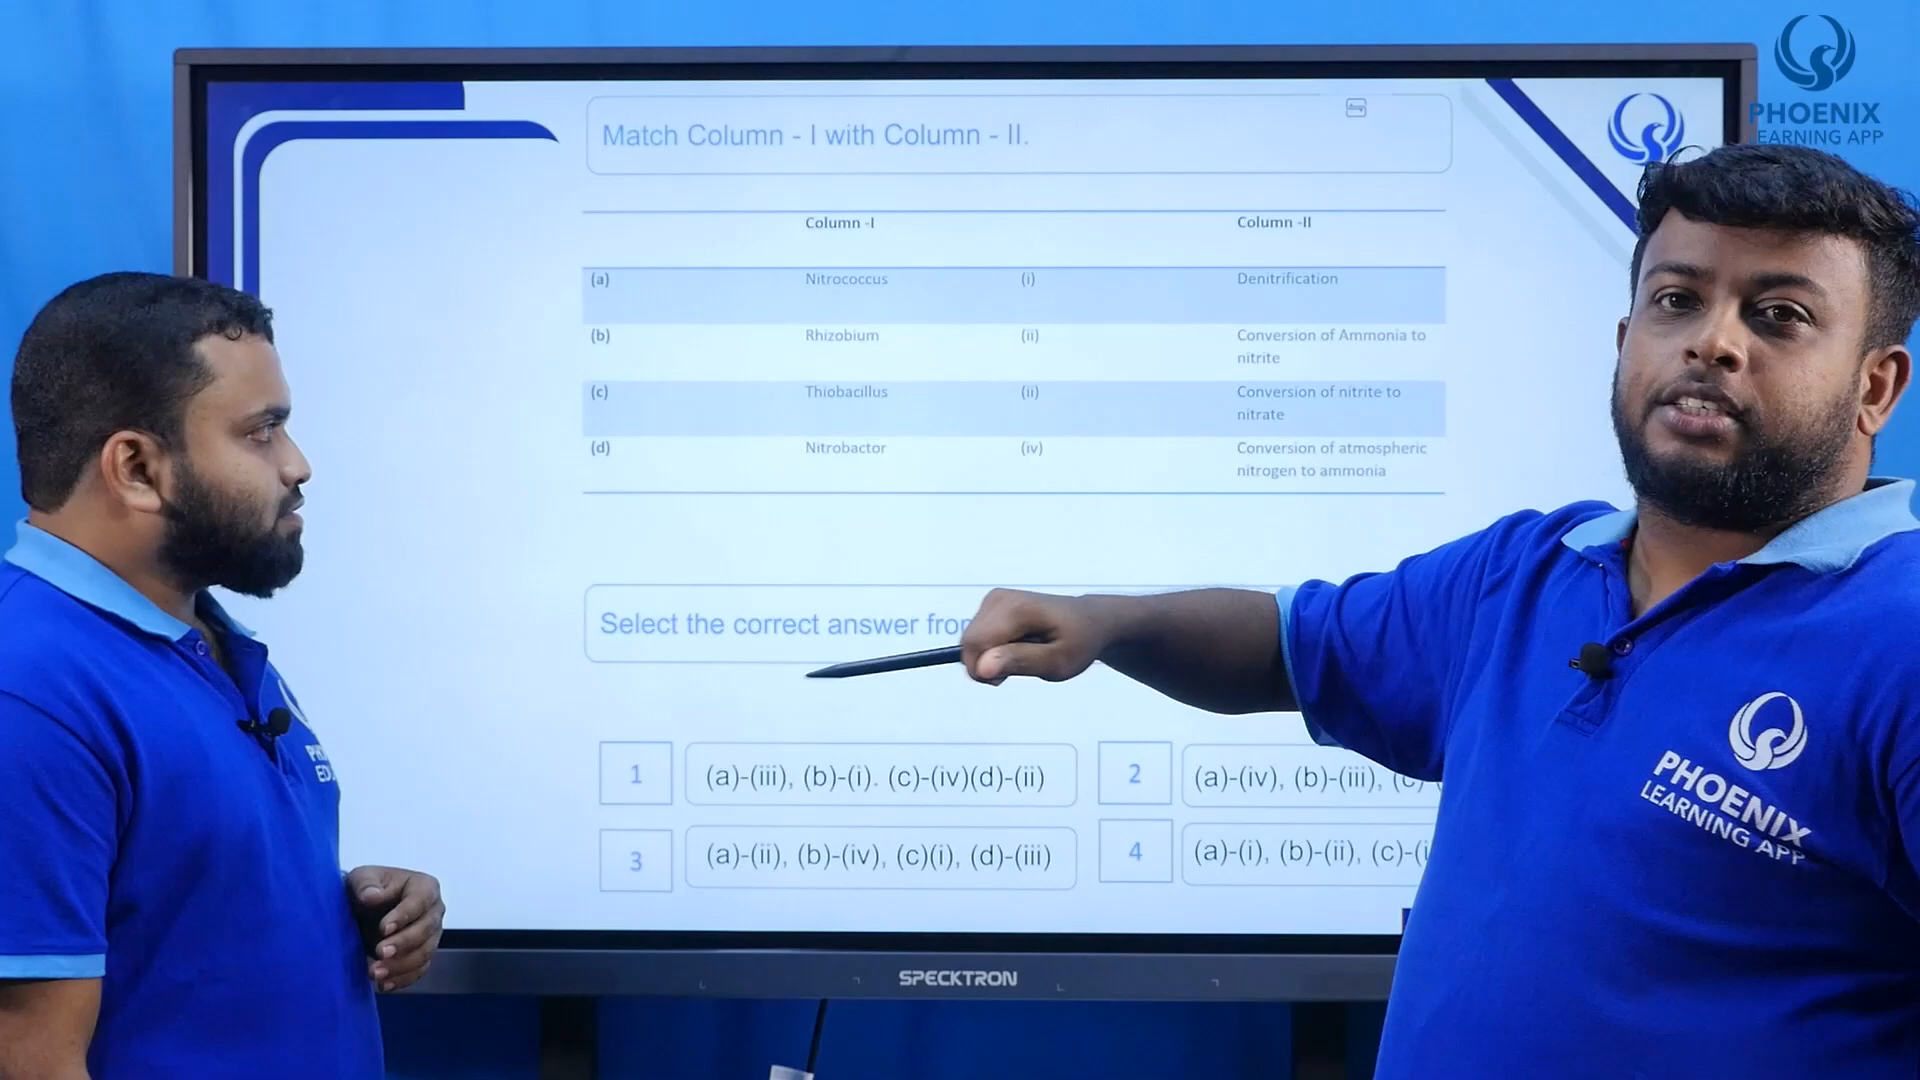 PHOENIX
LEARNING APP
Match Column - I with Column - II.
Column -I Column -II
(a) Nitrococcus (i) Denitrification
(b) Rhizobium (ii) Conversion of Ammonia to
nitrite
(c) Thiobacillus (ii) Conversion of nitrite to
nitrate
(d) Nitrobactor (iv) Conversion of atmospheric
nitrogen to ammonia
Select the correct answer
1 (a)-(iii), (b)-(i). (c)-(iv)(d)-(ii)
2 (a)-(iv), (b)-(iii), (c)
3 (a)-(ii), (b)-(iv), (c)(i), (d)-(iii)
4 (a)-(i), (b)-(ii), (c)-(i
SPECKTRON
PHOENIX
LEARNING APP